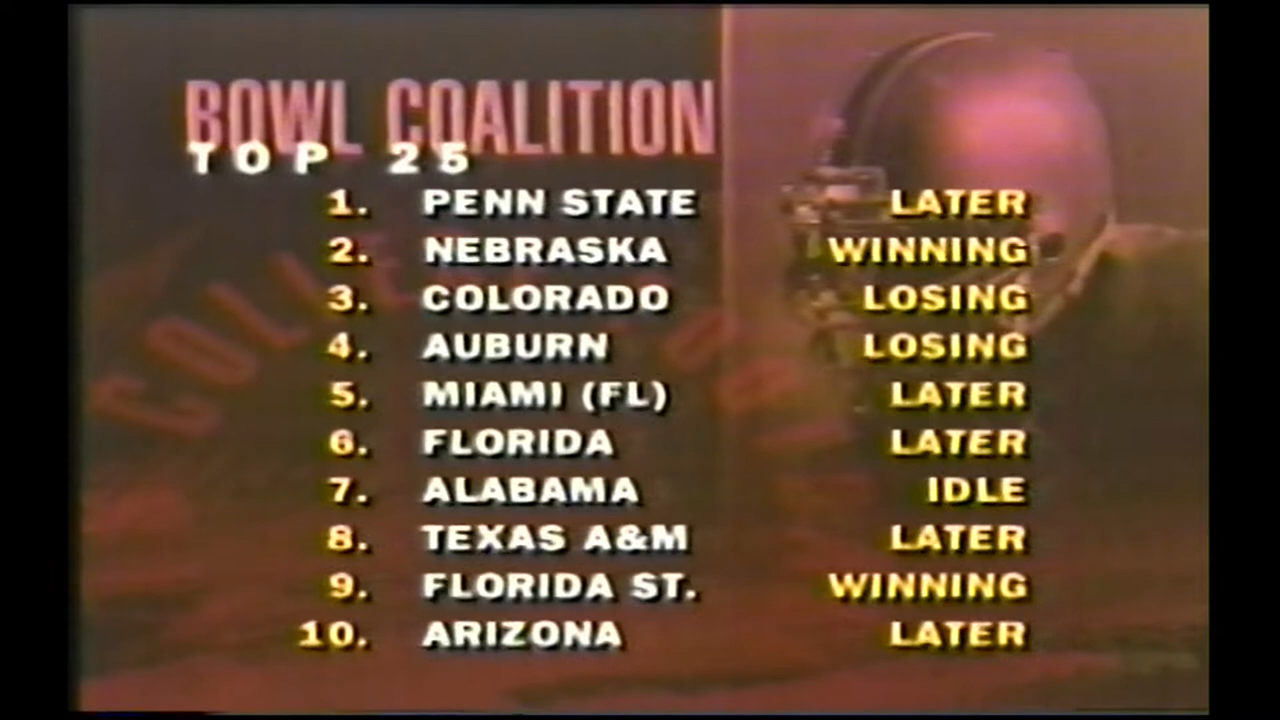 BOWL COALITION
TOP 25
1. PENN STATE LATER
2. NEBRASKA WINNING
3. COLORADO LOSING
4. AUBURN LOSING
5. MIAMI (FL) LATER
6. FLORIDA LATER
7. ALABAMA IDLE
8. TEXAS A&M LATER
9. FLORIDA ST. WINNING
10. ARIZONA LATER